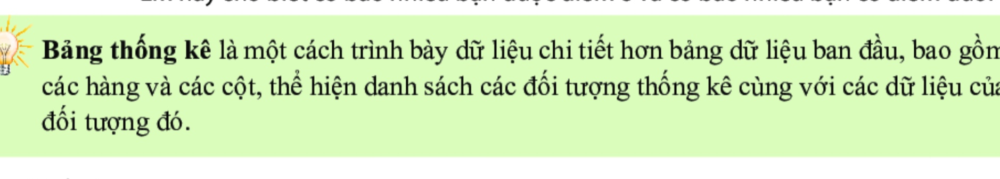 Bảng thống kê là một cách trình bày dữ liệu chi tiết hơn bảng dữ liệu ban đầu, bao gồm
các hàng và các cột, thể hiện danh sách các đối tượng thống kê cùng với các dữ liệu của
đối tượng đó.